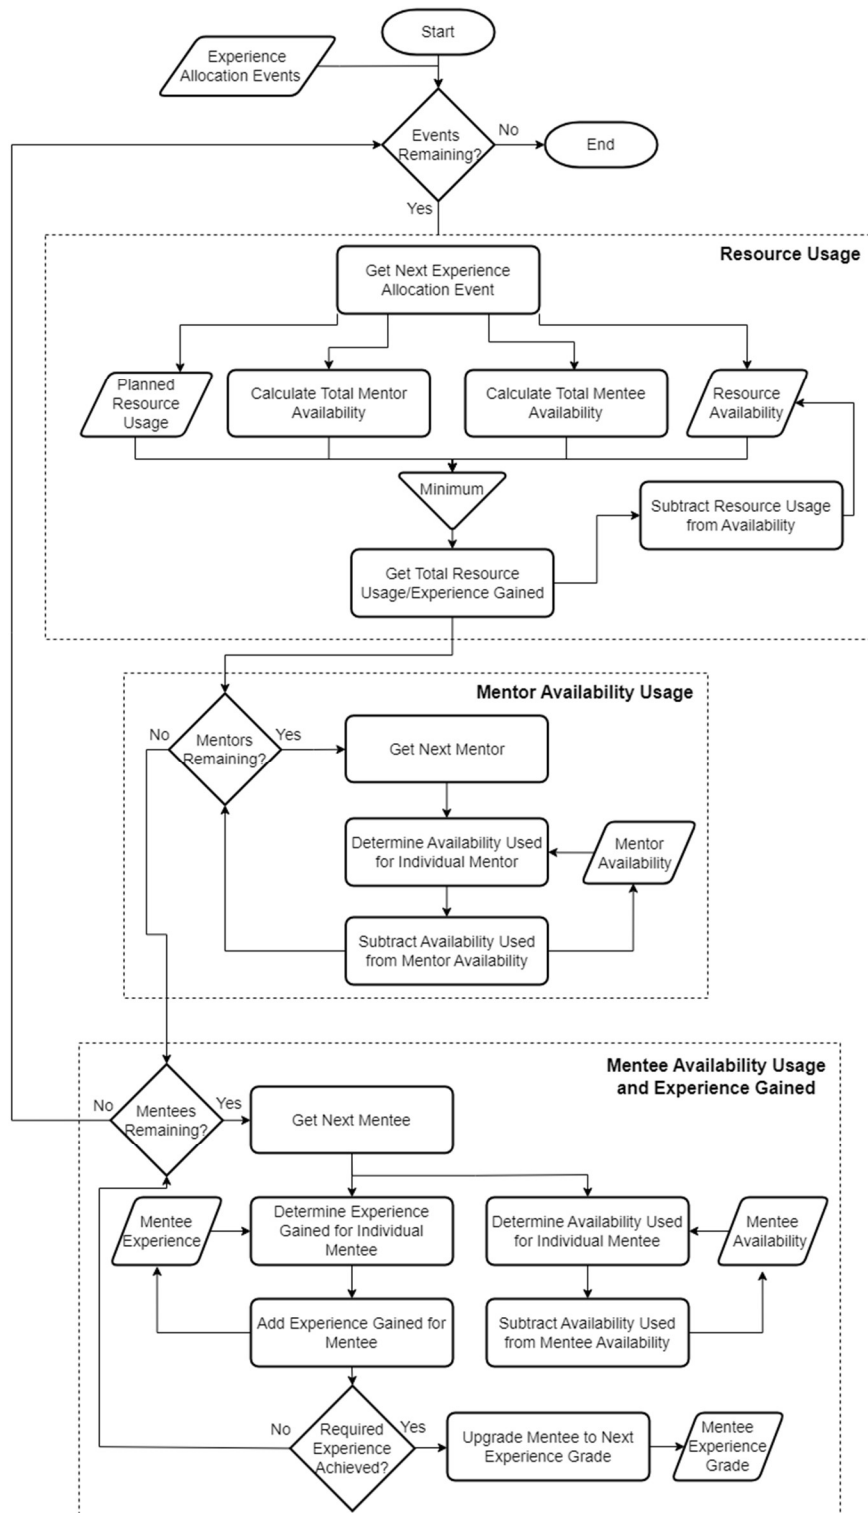 Start
Experience
Allocation Events
Events
Remaining?
No
End
Yes
Resource Usage
Get Next Experience
Allocation Event
Planned
Resource
Usage
Calculate Total Mentor
Availability
Calculate Total Mentee
Availability
Resource
Availability
Minimum
Subtract Resource Usage
from Availability
Get Total Resource
Usage/Experience Gained
Mentor Availability Usage
No
Mentors
Remaining?
Yes
Get Next Mentor
Determine Availability Used
for Individual Mentor
Mentor
Availability
Subtract Availability Used
from Mentor Availability
Mentee Availability Usage
and Experience Gained
No
Mentees
Remaining?
Yes
Get Next Mentee
Mentee
Experience
Determine Experience
Gained for Individual
Mentee
Determine Availability Used
for Individual Mentee
Mentee
Availability
Add Experience Gained for
Mentee
Subtract Availability Used
from Mentee Availability
No
Required
Experience
Achieved?
Yes
Upgrade Mentee to Next
Experience Grade
Mentee
Experience
Grade